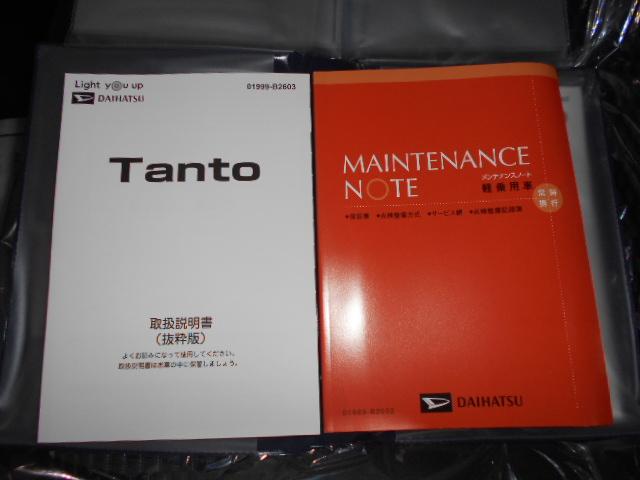 Light you up
DAIHATSU
01999-B2603
Tanto
取扱説明書
(抜粋版)
よくお読みになって使用してください。
取扱説明書はお車の中に保管しましょう。
MAINTENANCE
NOTE
メンテナンスノート
軽乗用車
常時
携行
●保証書 ●点検整備方式 ●サービス網 ●点検整備記録簿
DAIHATSU